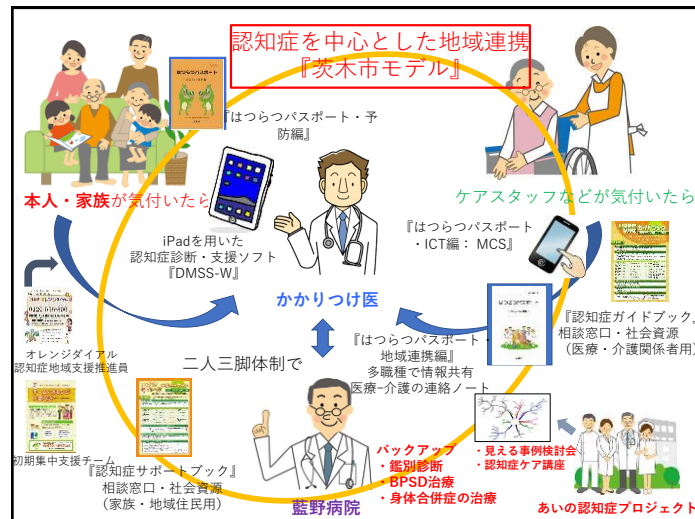 認知症を中心とした地域連携
『茨木市モデル』
はつらつパスポート
『はつらつパスポート・予
防編』
本人・家族が気付いたら
ケアスタッフなどが気付いたら
iPadを用いた
認知症診断・支援ソフト
『DMSS-W』
『はつらつパスポート
・ICT編： MCS』
かかりつけ医
『認知症ガイドブック』
相談窓口・社会資源
（医療・介護関係者用）
オレンジダイアル
認知症地域支援推進員
二人三脚体制で
『はつらつパスポート・
地域連携編』
多職種で情報共有
医療−介護の連絡ノート
初期集中支援チーム
『認知症サポートブック』
相談窓口・社会資源
（家族・地域住民用）
藍野病院
バックアップ
・鑑別診断
・BPSD治療
・身体合併症の治療
・見える事例検討会
・認知症ケア講座
あいの認知症プロジェクト